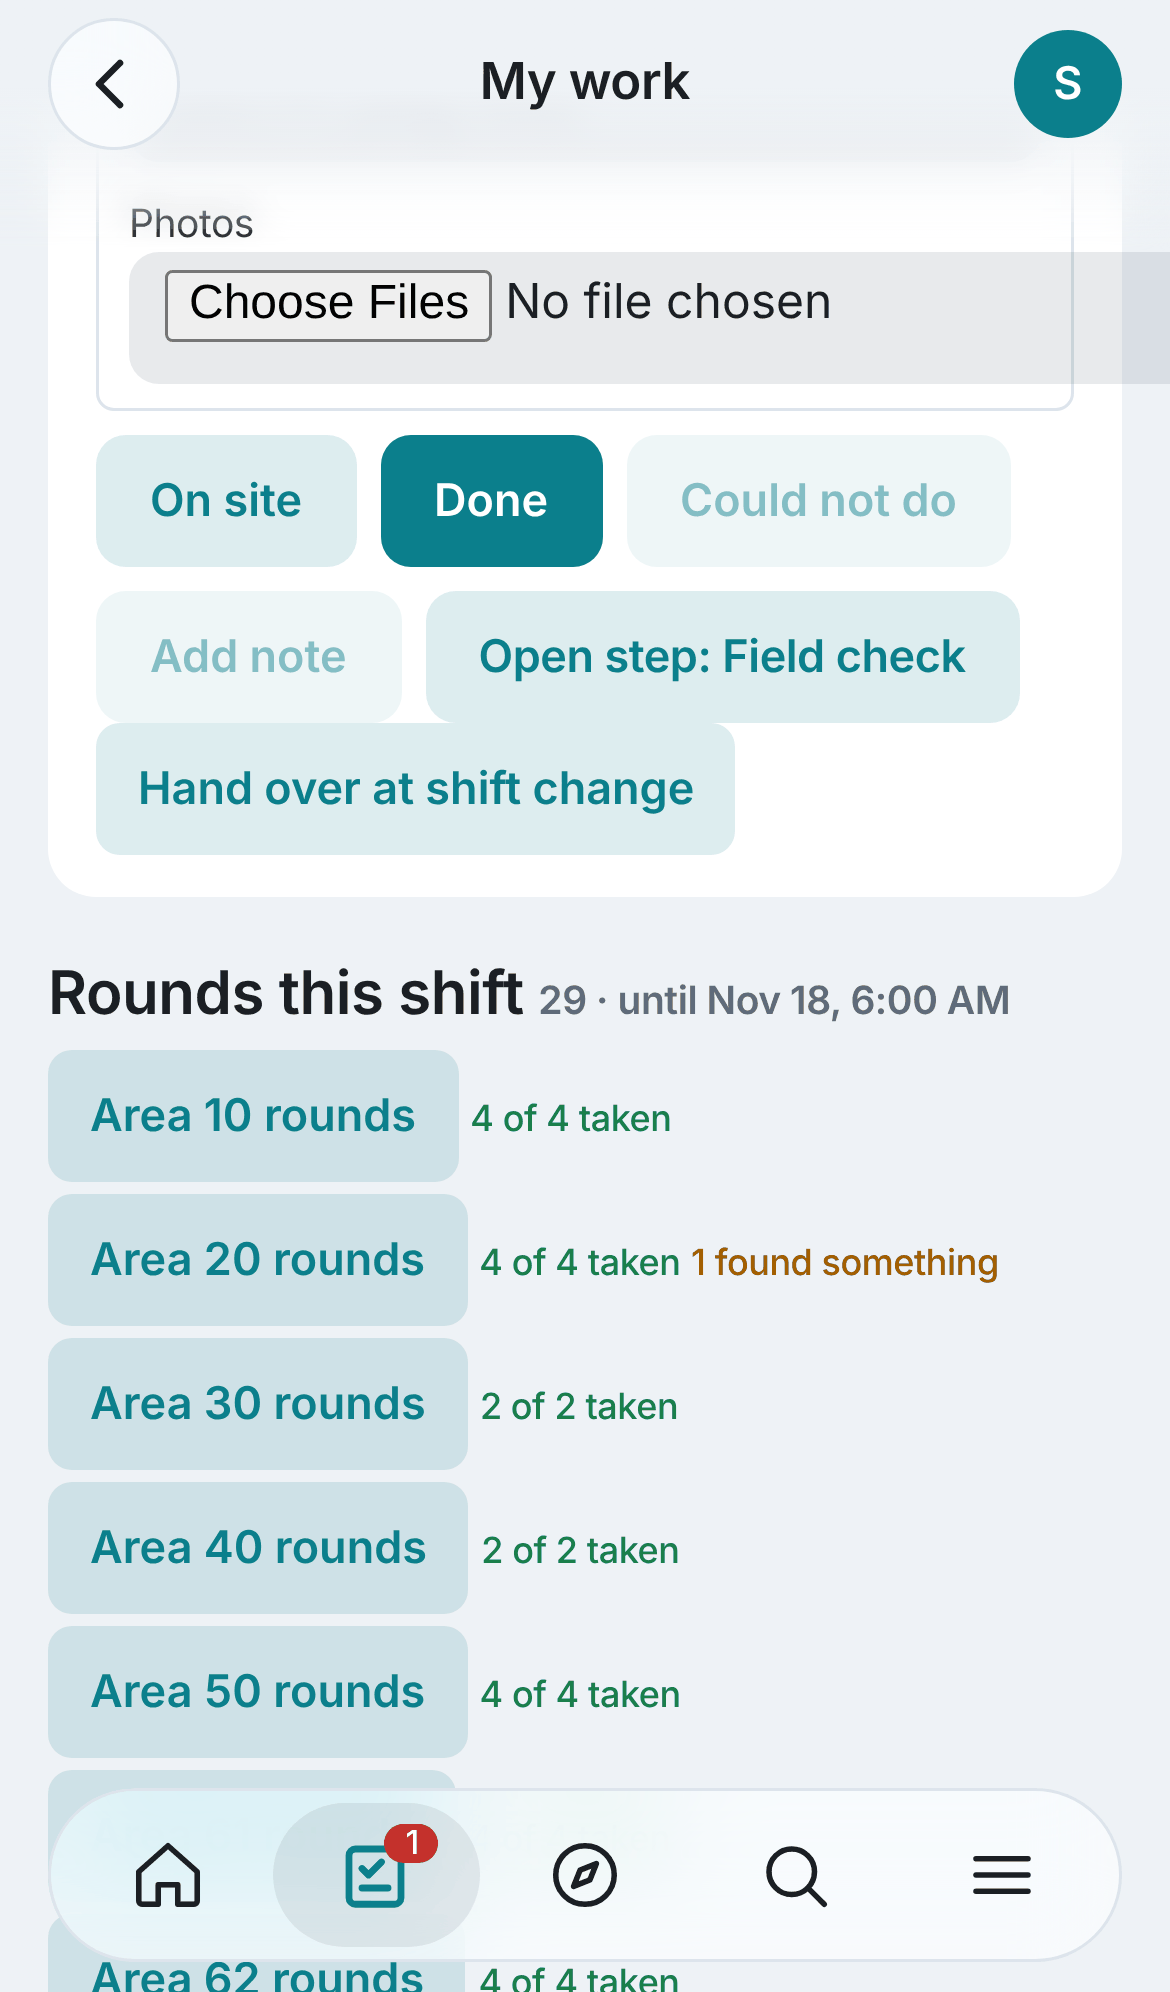 My work
S
Photos
Choose Files No file chosen
On site Done Could not do
Add note Open step: Field check
Hand over at shift change
Rounds this shift 29 · until Nov 18, 6:00 AM
Area 10 rounds 4 of 4 taken
Area 20 rounds 4 of 4 taken 1 found something
Area 30 rounds 2 of 2 taken
Area 40 rounds 2 of 2 taken
Area 50 rounds 4 of 4 taken
1
Area 62 rounds 4 of 4 taken